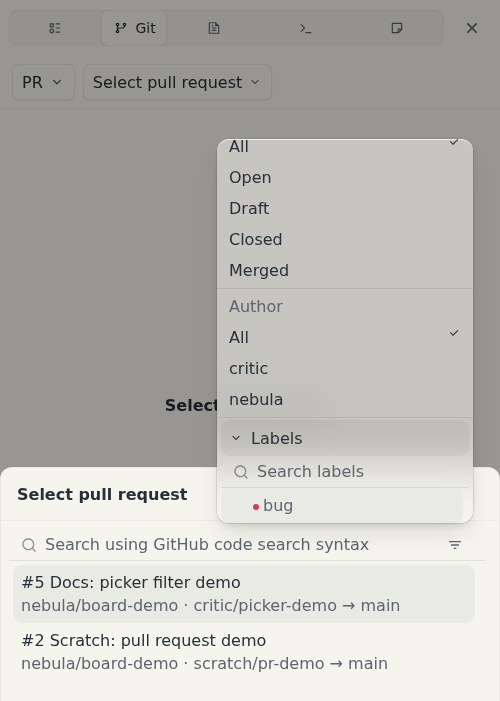 Git
PR
Select pull request
All
Open
Draft
Closed
Merged
Author
All
critic
nebula
Select
Labels
Search labels
bug
Select pull request
Search using GitHub code search syntax
#5 Docs: picker filter demo
nebula/board-demo · critic/picker-demo → main
#2 Scratch: pull request demo
nebula/board-demo · scratch/pr-demo → main